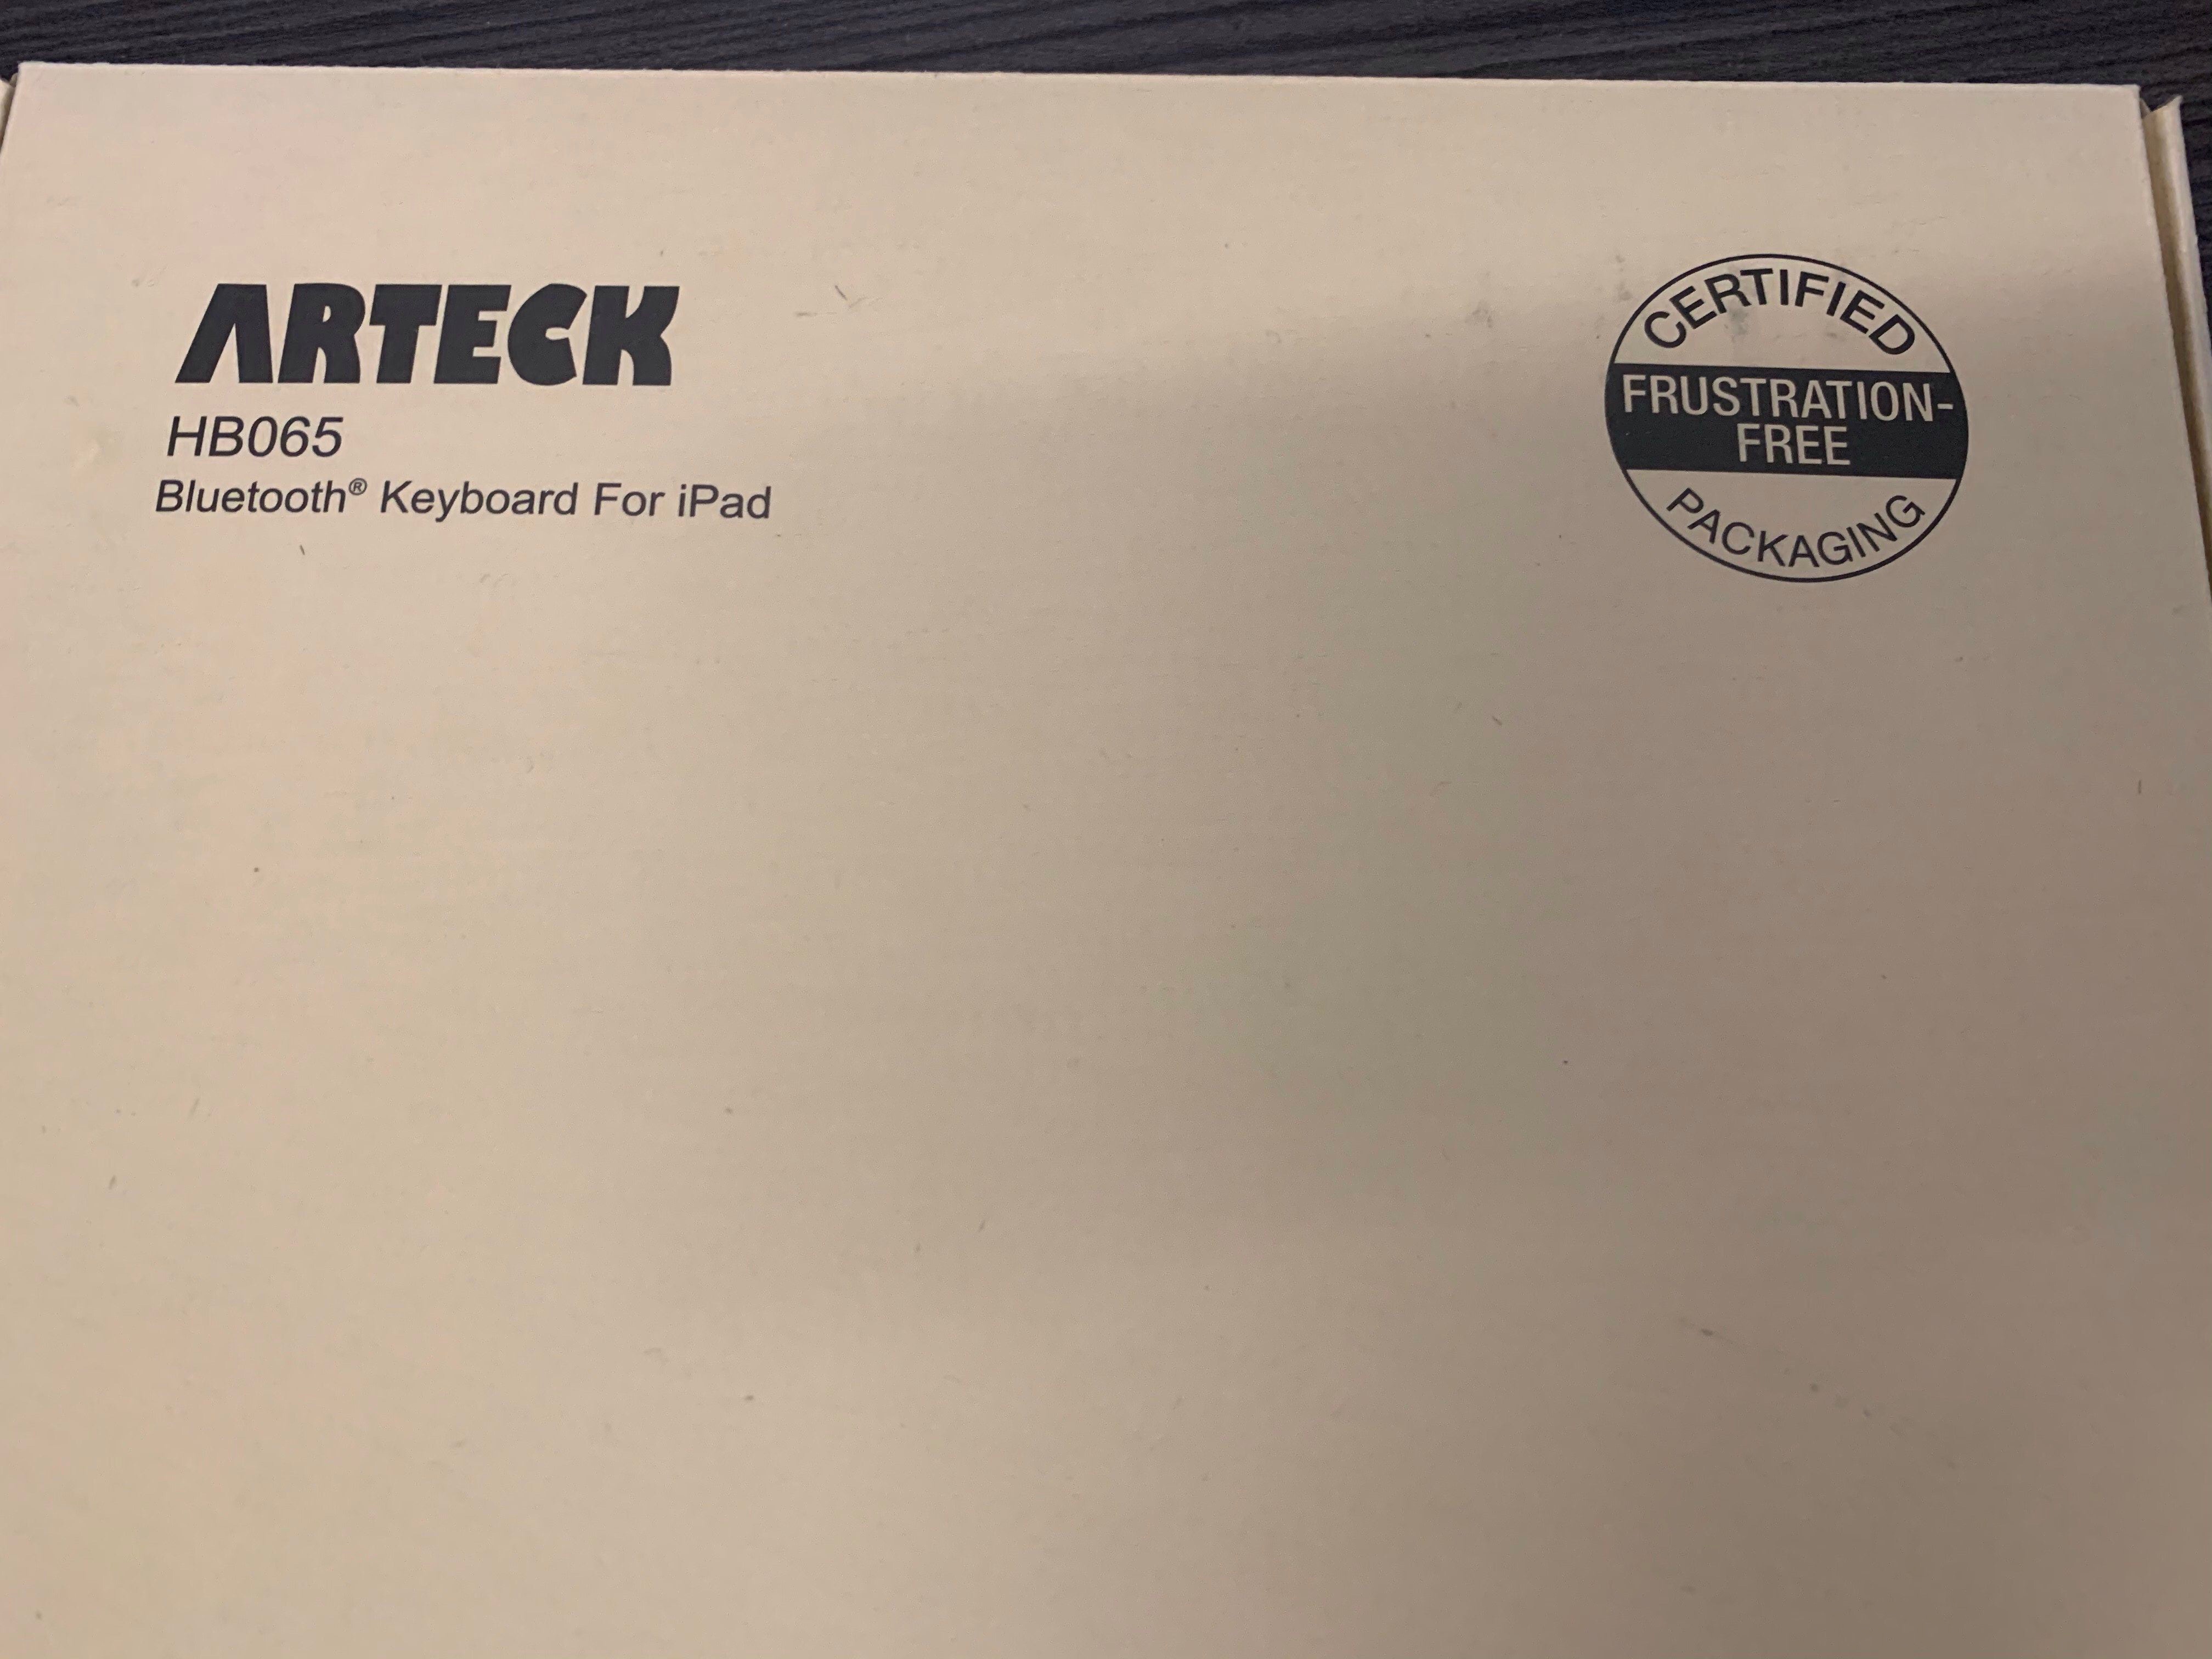 ARTECK
HB065
Bluetooth® Keyboard For iPad
CERTIFIED
FRUSTRATION-
FREE
PACKAGING